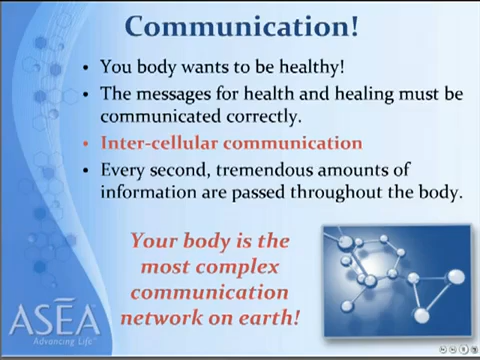 Communication!
• You body wants to be healthy!
• The messages for health and healing must be
communicated correctly.
• Inter-cellular communication
• Every second, tremendous amounts of
information are passed throughout the body.
Your body is the
most complex
communication
network on earth!
ASEA
Advancing Life™